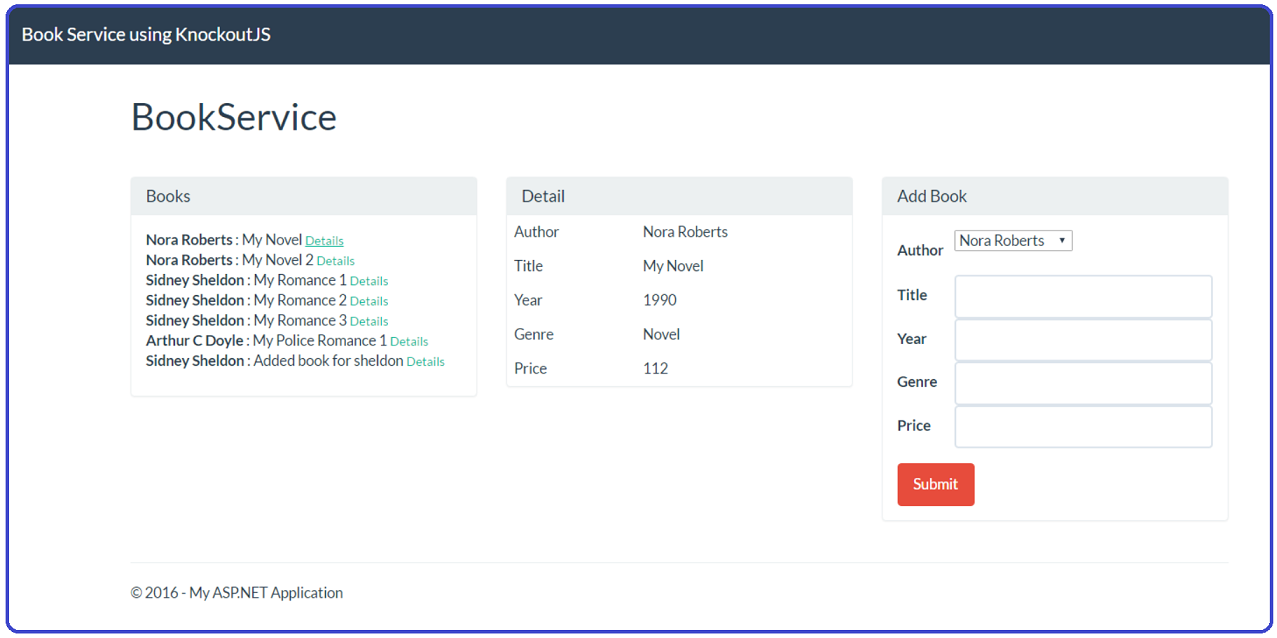 Book Service using KnockoutJS
BookService
Books
Nora Roberts : My Novel Details
Nora Roberts : My Novel 2 Details
Sidney Sheldon : My Romance 1 Details
Sidney Sheldon : My Romance 2 Details
Sidney Sheldon : My Romance 3 Details
Arthur C Doyle : My Police Romance 1 Details
Sidney Sheldon : Added book for sheldon Details
Detail
Author Nora Roberts
Title My Novel
Year 1990
Genre Novel
Price 112
Add Book
Author Nora Roberts
Title
Year
Genre
Price
Submit
© 2016 - My ASP.NET Application